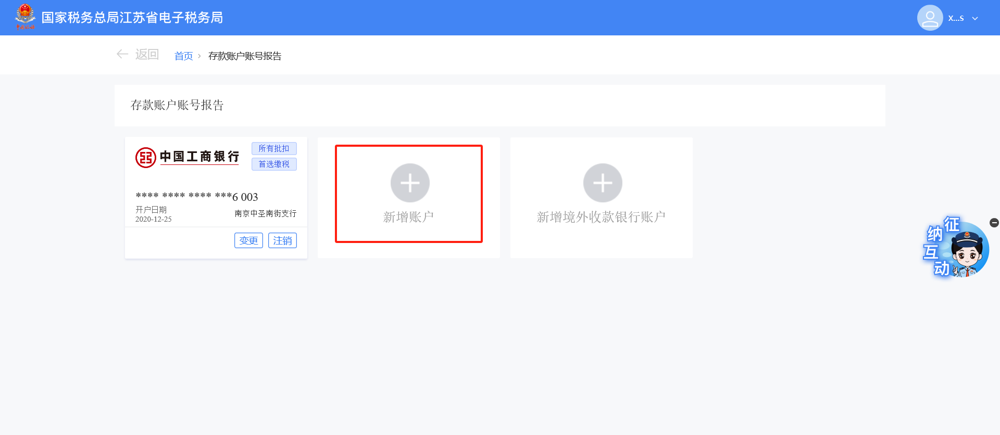 国家税务总局江苏省电子税务局
x...s
返回 首页 › 存款账户账号报告
存款账户账号报告
中国工商银行
所有批扣
首选缴税
**** **** **** ***6 003
开户日期
2020-12-25
南京中圣南街支行
变更 注销
新增账户
新增境外收款银行账户
征纳互动